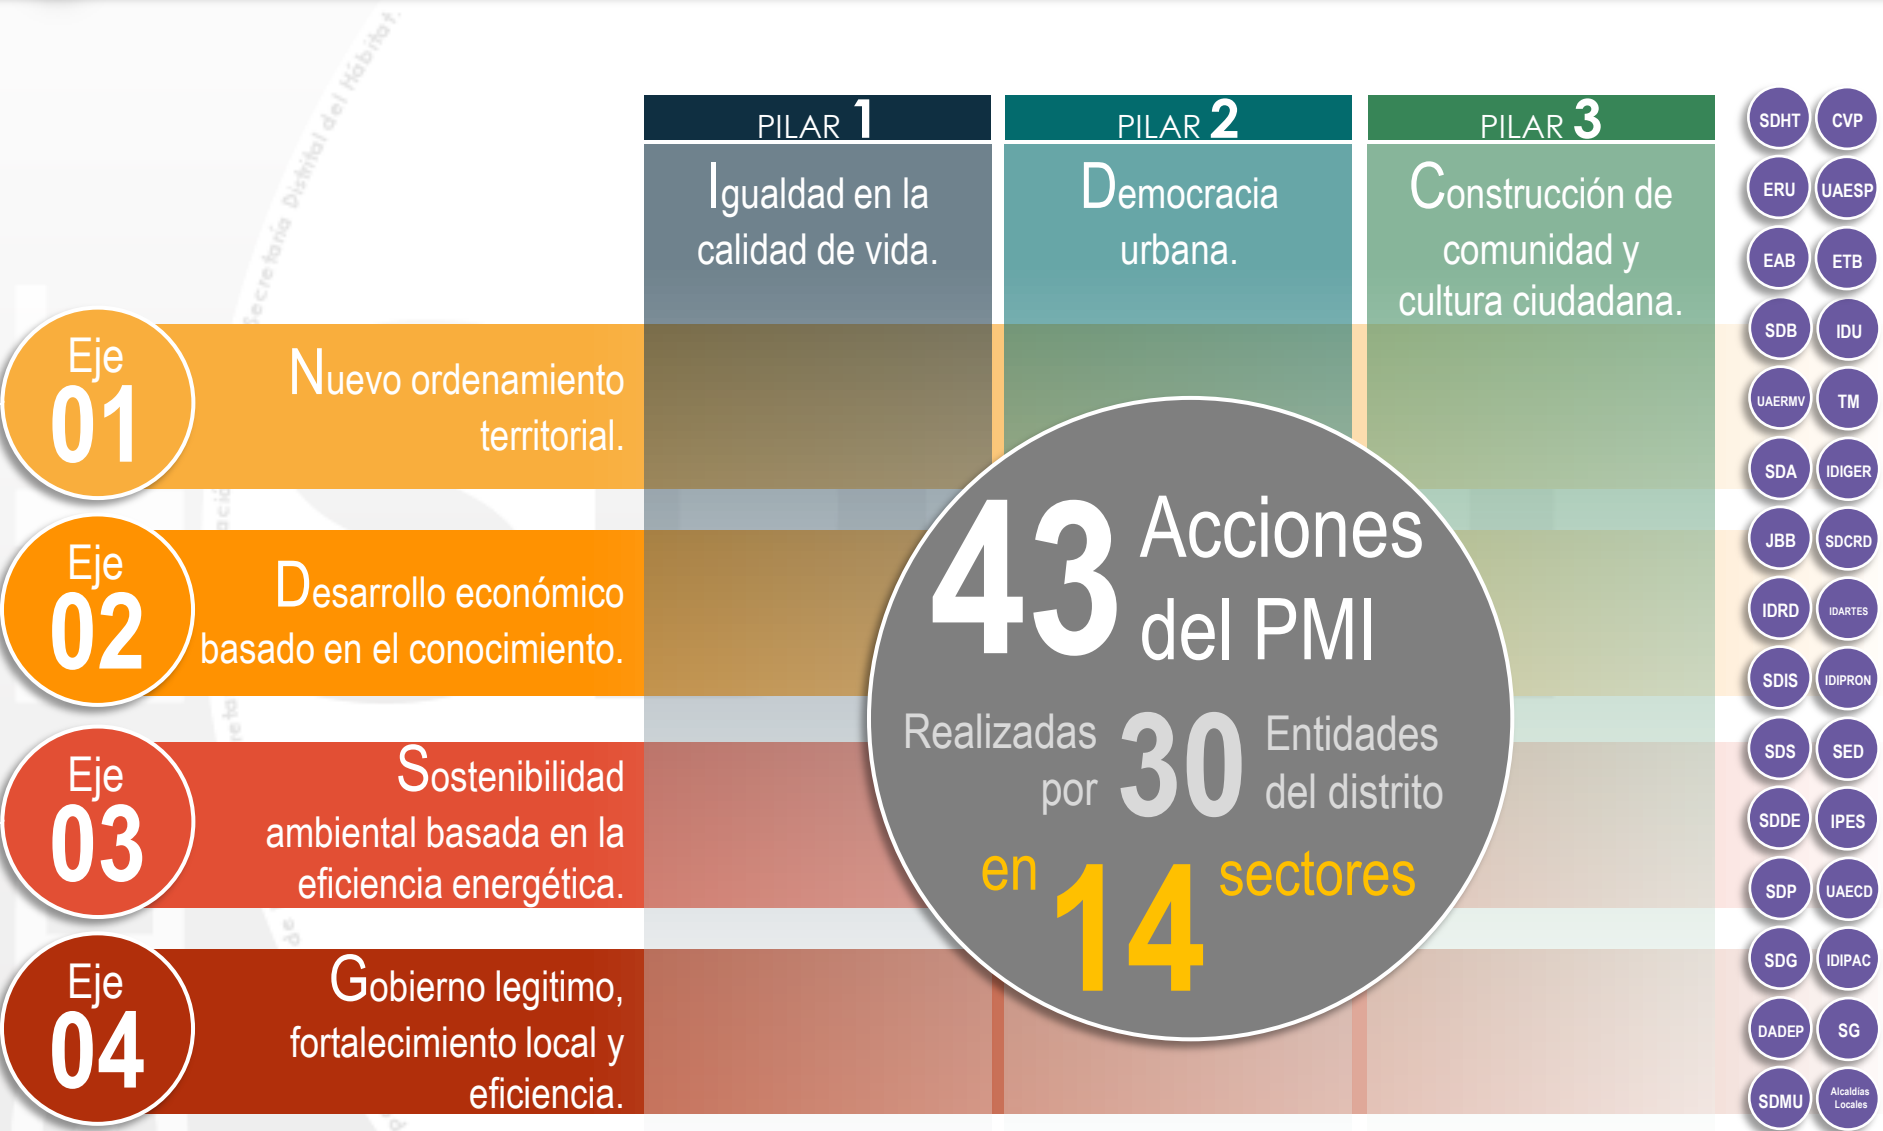 Secretaría Distrital del Hábitat
PILAR 1
Igualdad en la
calidad de vida.
PILAR 2
Democracia
urbana.
PILAR 3
Construcción de
comunidad y
cultura ciudadana.
Eje
01
Nuevo ordenamiento
territorial.
Eje
02
Desarrollo económico
basado en el conocimiento.
Eje
03
Sostenibilidad
ambiental basada en la
eficiencia energética.
Eje
04
Gobierno legitimo,
fortalecimiento local y
eficiencia.
43 Acciones
del PMI
Realizadas
por
30
Entidades
del distrito
en 14 sectores
SDHT CVP
ERU UAESP
EAB ETB
SDB IDU
UAERMV TM
SDA IDIGER
JBB SDCRD
IDRD IDARTES
SDIS IDIPRON
SDS SED
SDDE IPES
SDP UAECD
SDG IDIPAC
DADEP SG
SDMU Alcaldías
Locales